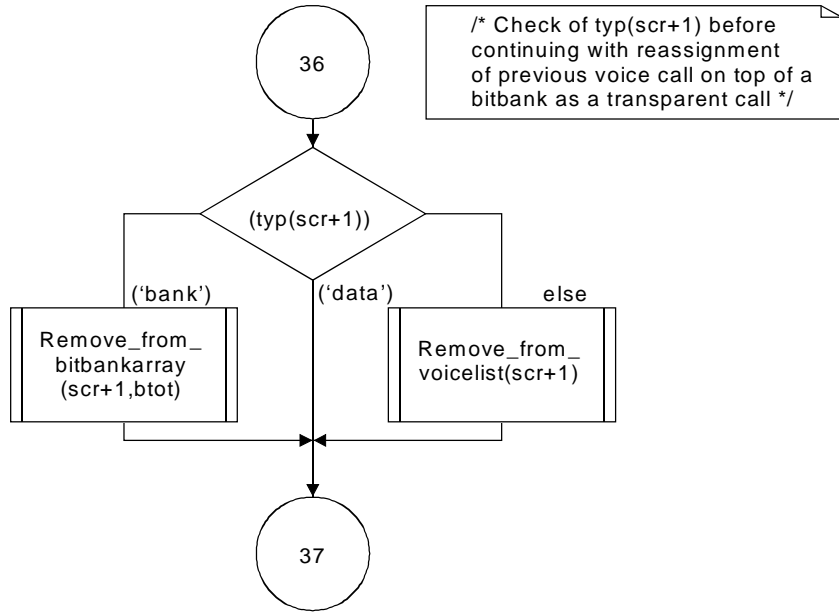 36
/* Check of typ(scr+1) before
continuing with reassignment
of previous voice call on top of a
bitbank as a transparent call */
(typ(scr+1))
(‘bank’)
(‘data’)
else
Remove_from_
bitbankarray
(scr+1,btot)
Remove_from_
voicelist(scr+1)
37